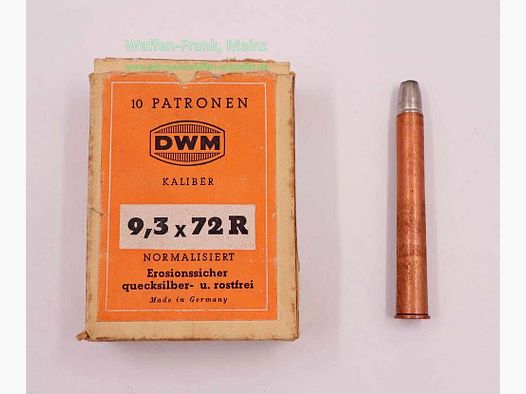 Waffen-Frank, Mainz
10 PATRONEN
DWM
KALIBER
9,3 x 72 R
NORMALISIERT
Erosionssicher
quecksilber- u. rostfrei
Made in Germany